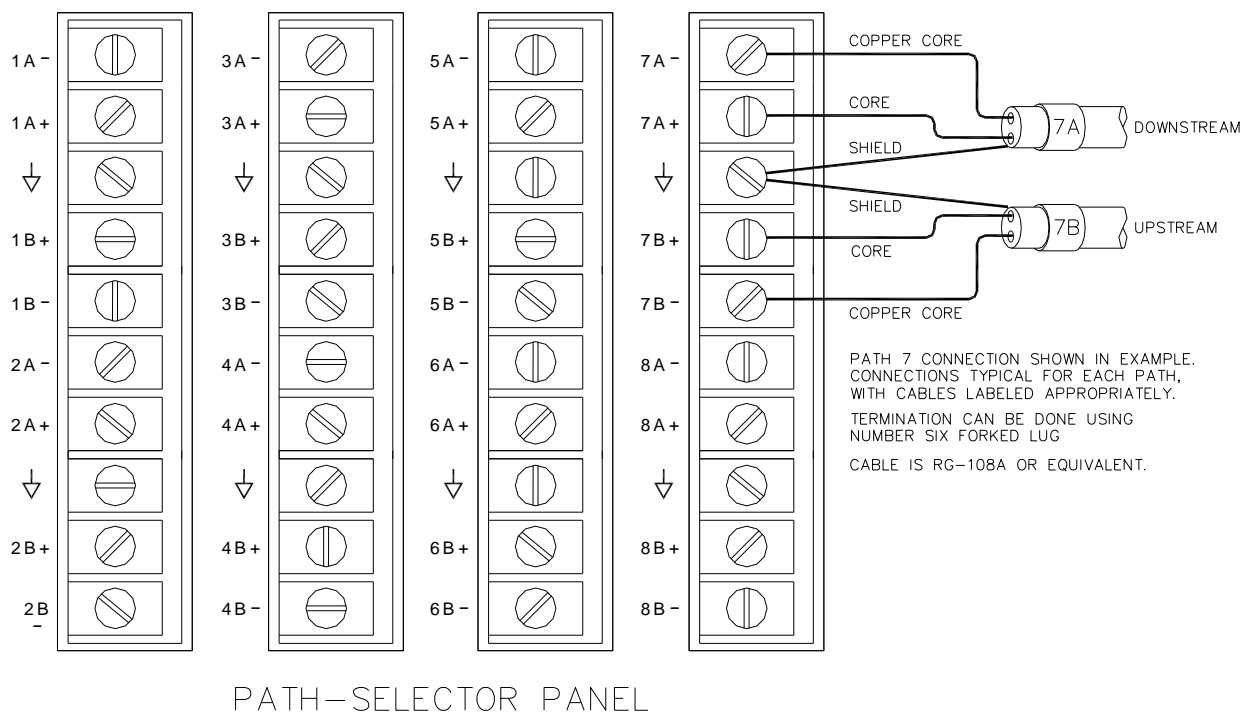 1A-
1A+
1B+
1B-
2A-
2A+
2B+
2B
-
3A-
3A+
3B+
3B-
4A-
4A+
4B+
4B-
5A-
5A+
5B+
5B-
6A-
6A+
6B+
6B-
7A-
7A+
7B+
7B-
8A-
8A+
8B+
8B-
COPPER CORE
CORE
SHIELD
SHIELD
CORE
COPPER CORE
7A
DOWNSTREAM
7B
UPSTREAM
PATH 7 CONNECTION SHOWN IN EXAMPLE.
CONNECTIONS TYPICAL FOR EACH PATH,
WITH CABLES LABELED APPROPRIATELY.
TERMINATION CAN BE DONE USING
NUMBER SIX FORKED LUG
CABLE IS RG-108A OR EQUIVALENT.
PATH-SELECTOR PANEL